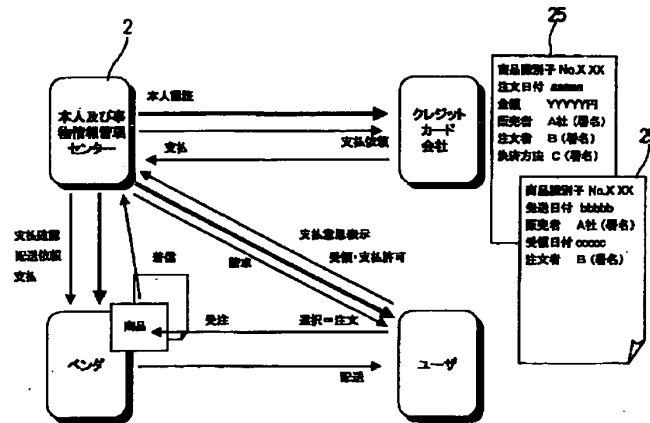 2
25
本人及び事
物情報管理
センター
本人認証
支払依頼
支払
クレジット
カード
会社
商品識別子 No.X XX
注文日付 aaaaa
金額 YYYYY円
販売者 A社(署名)
注文者 B(署名)
決済方法 C(署名)
25
商品識別子 No.X XX
発送日付 bbbbb
販売者 A社(署名)
受領日付 ccccc
注文者 B(署名)
支払意思表示
受領・支払許可
請求
支払確認
配送依頼
支払
着信
商品
受注
選択=注文
ベンダ
ユーザ
配送